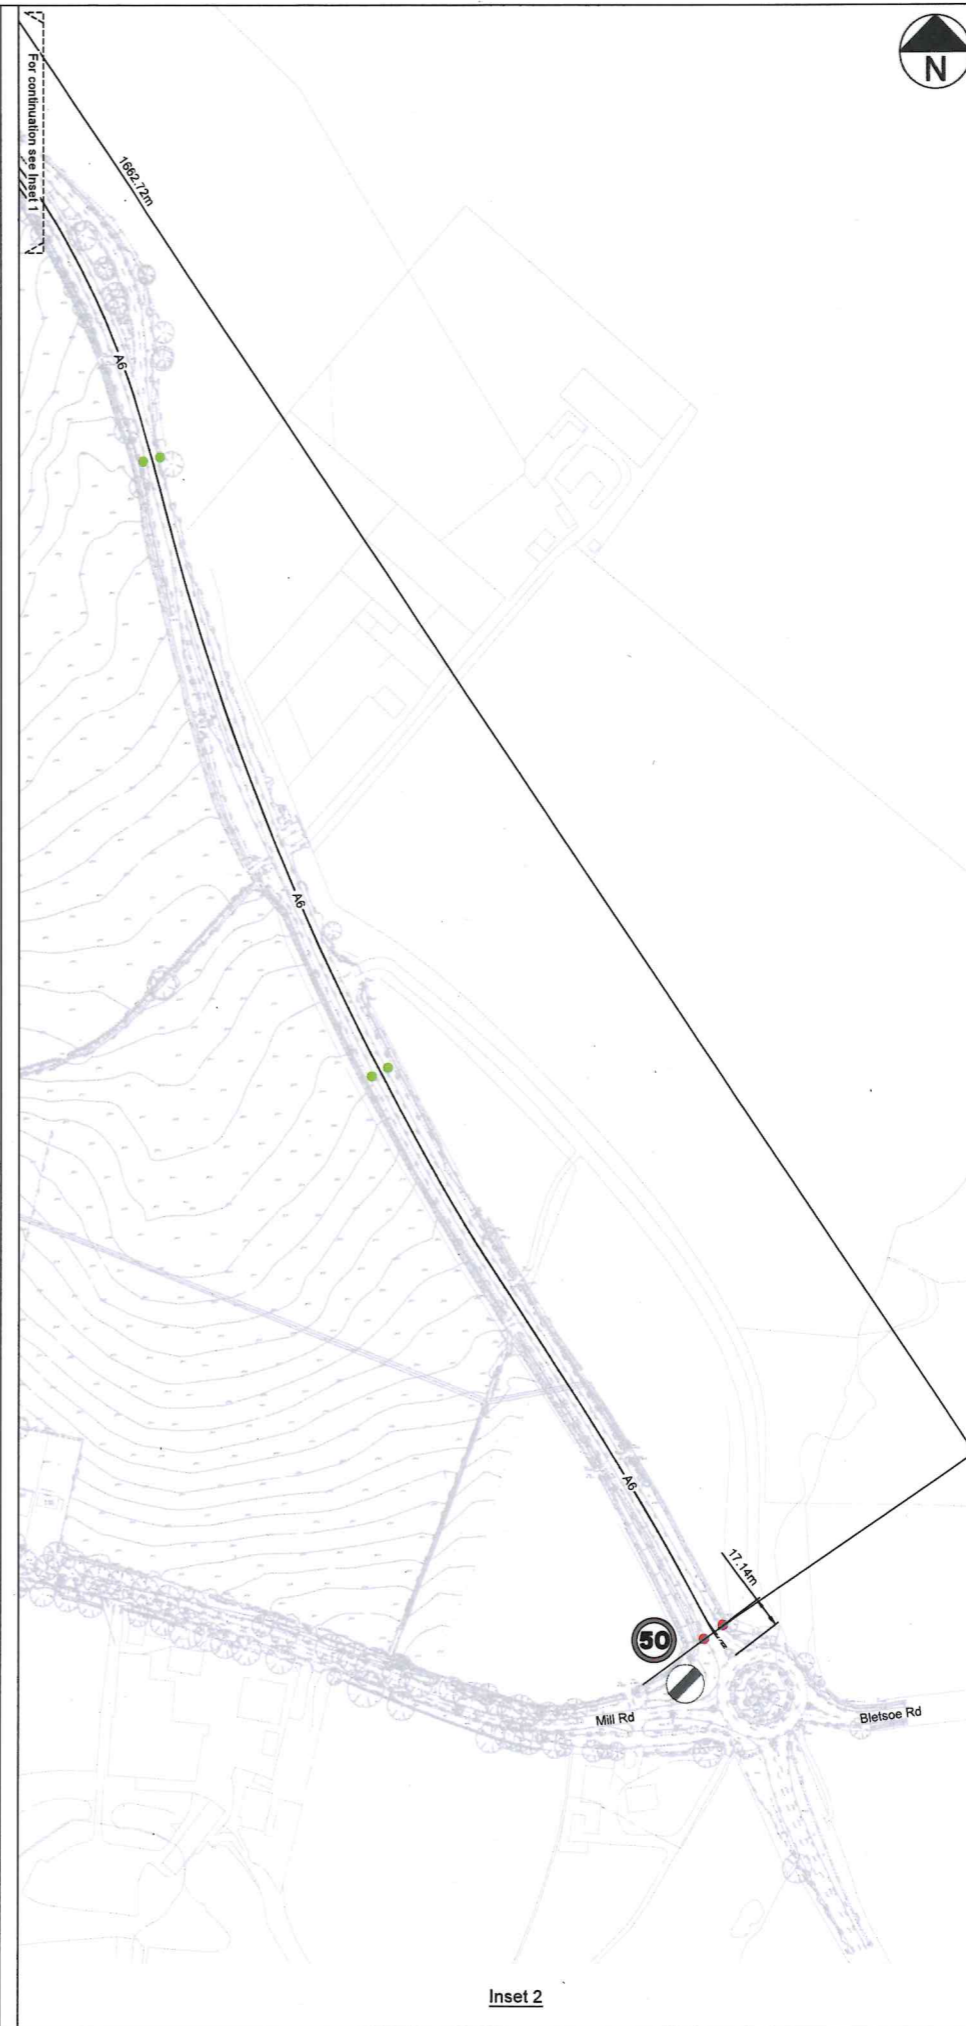 N
For continuation see Inset 1
1662.72m
A6
A6
A6
17.14m
50
Mill Rd
Bletsoe Rd
Inset 2